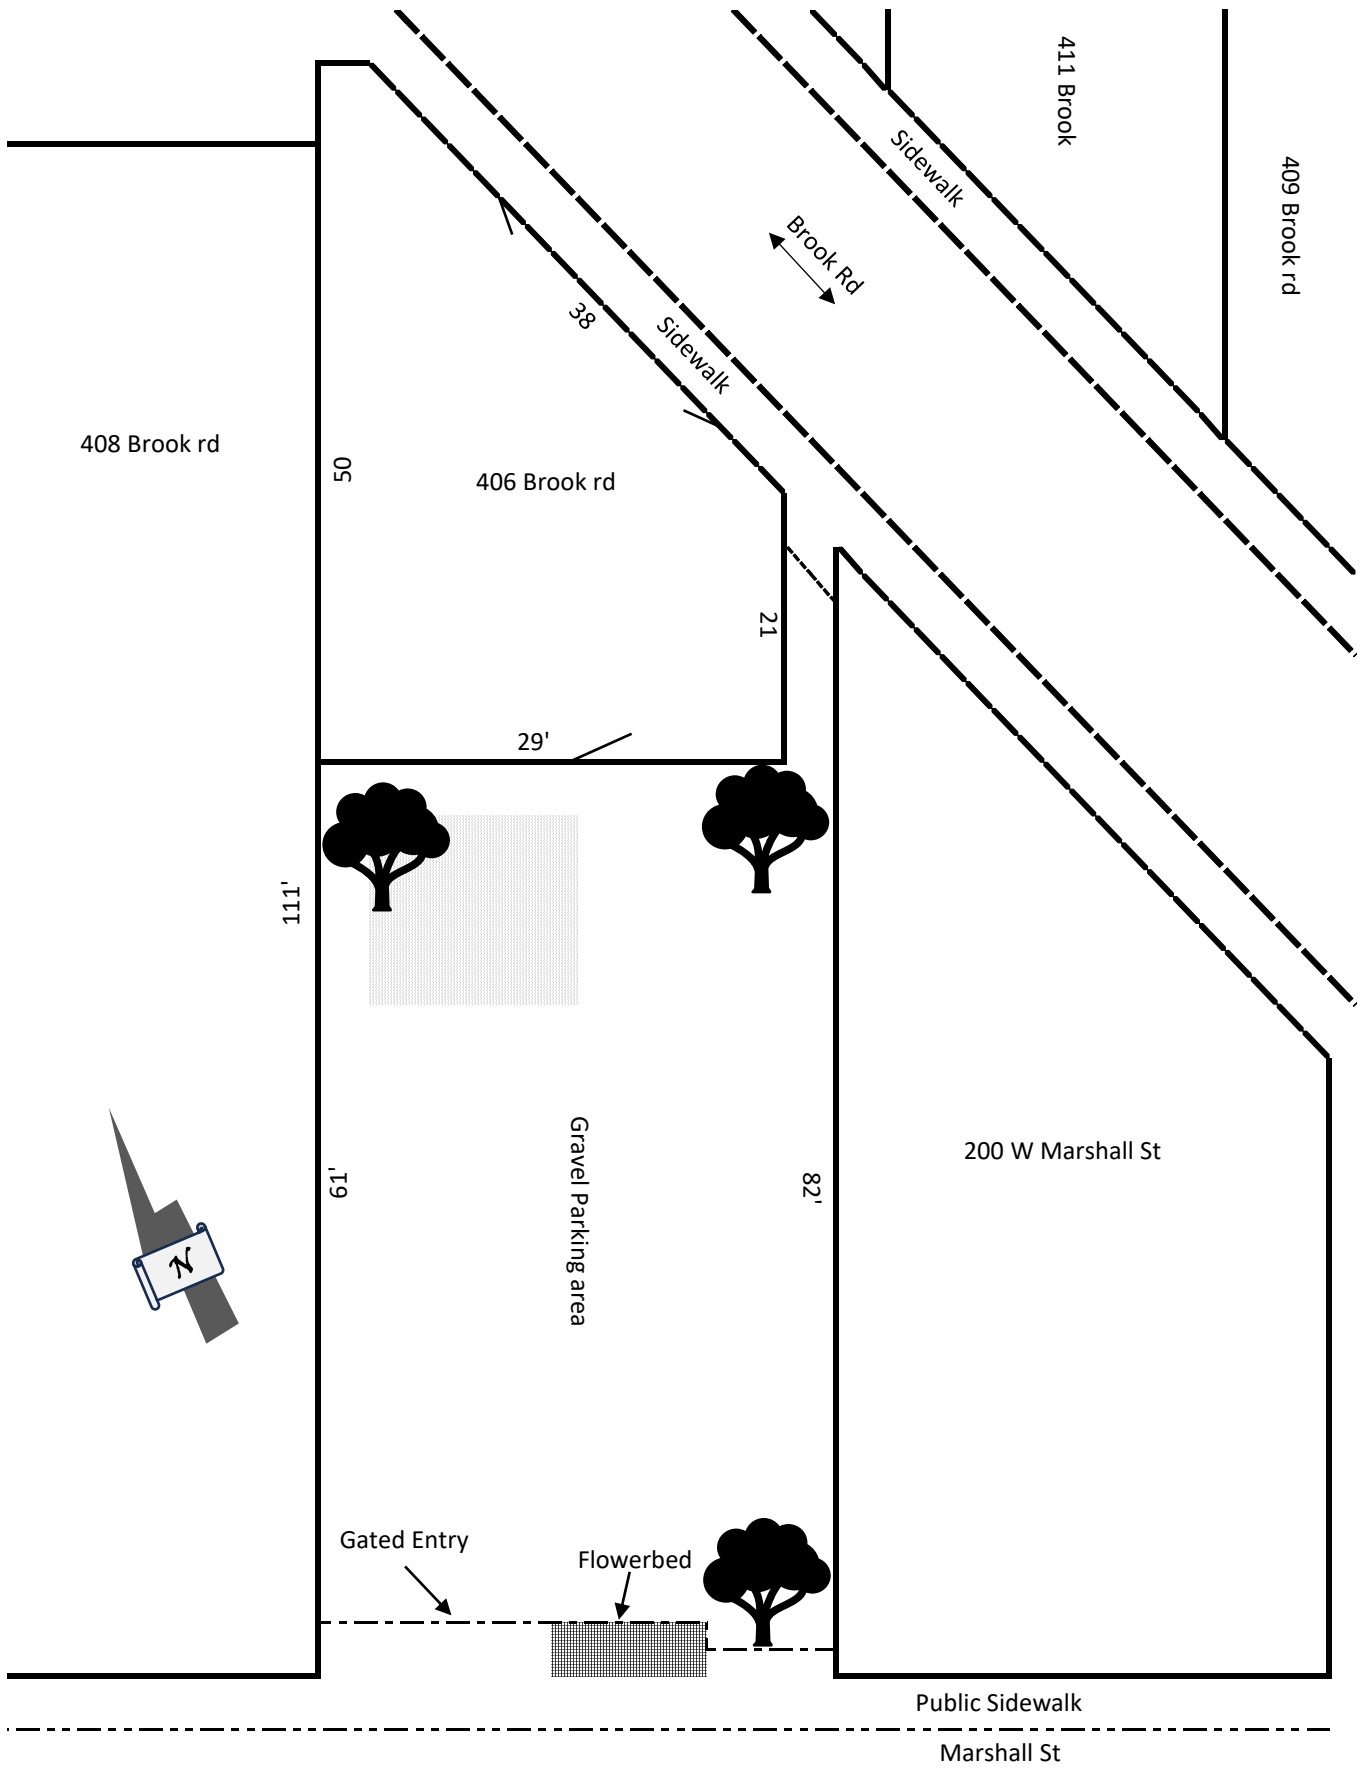 411 Brook
409 Brook rd
Sidewalk
Brook Rd
38
Sidewalk
408 Brook rd
50
406 Brook rd
21
29'
111'
Gravel Parking area
200 W Marshall St
61'
82'
N
Gated Entry
Flowerbed
Public Sidewalk
Marshall St